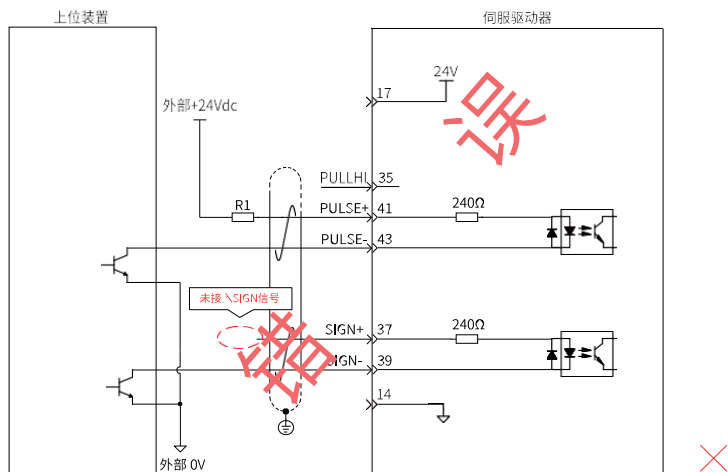 上位装置
伺服驱动器
24V
17
外部+24Vdc
误
PULLHI 35
R1
PULSE+ 41
240Ω
PULSE- 43
未接入SIGN信号
SIGN+ 37
240Ω
错
SIGN- 39
14
外部 0V